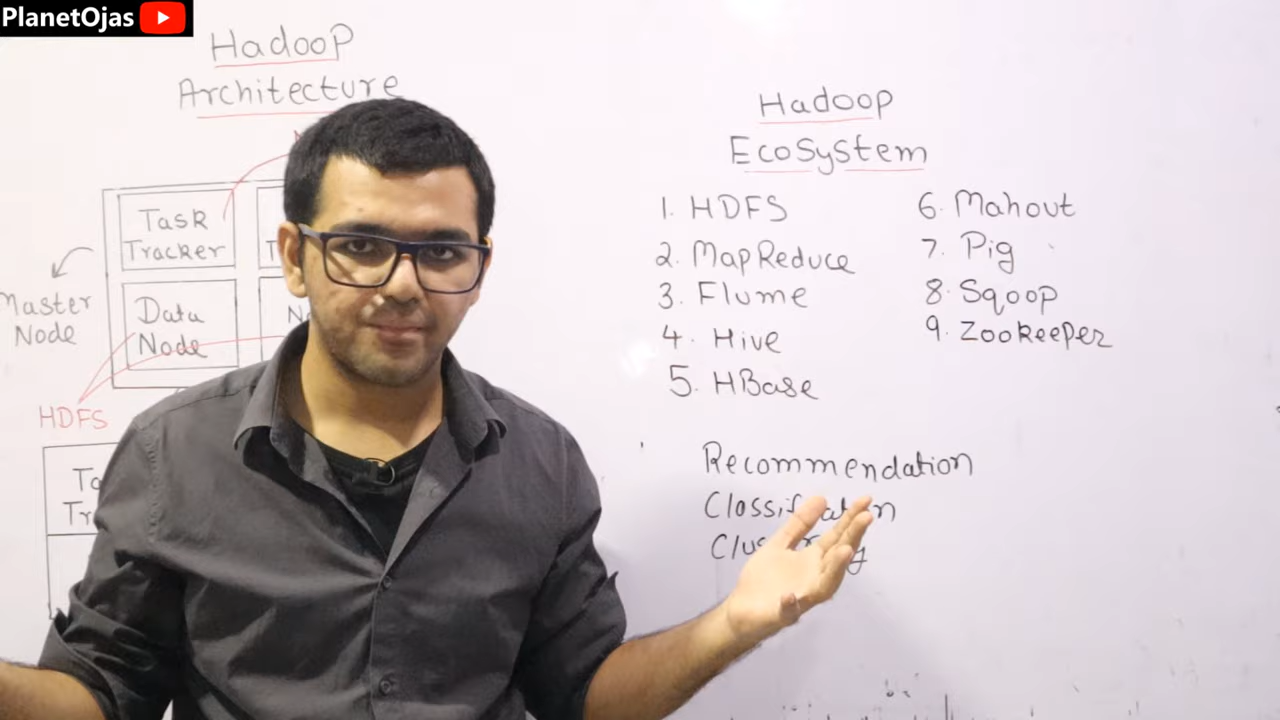 PlanetOjas
Hadoop
Architecture
Task
Tracker
Master
Node
Data
Node
HDFS
Hadoop
Ecosystem
1. HDFS
2. MapReduce
3. Flume
4. Hive
5. HBase
6. Mahout
7. Pig
8. Sqoop
9. Zookeeper
Recommendation